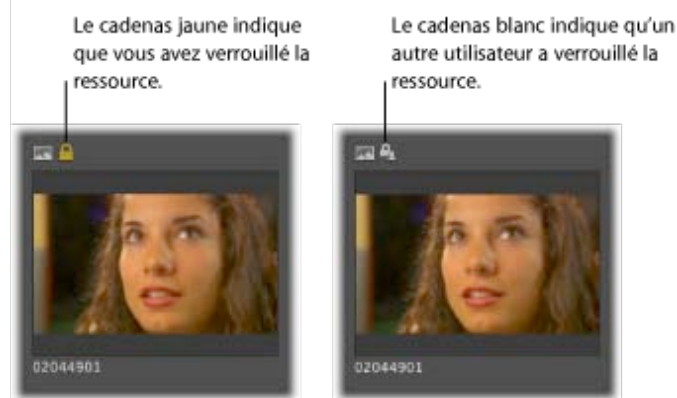 Le cadenas jaune indique
que vous avez verrouillé la
ressource.
Le cadenas blanc indique qu'un
autre utilisateur a verrouillé la
ressource.
02044901
02044901